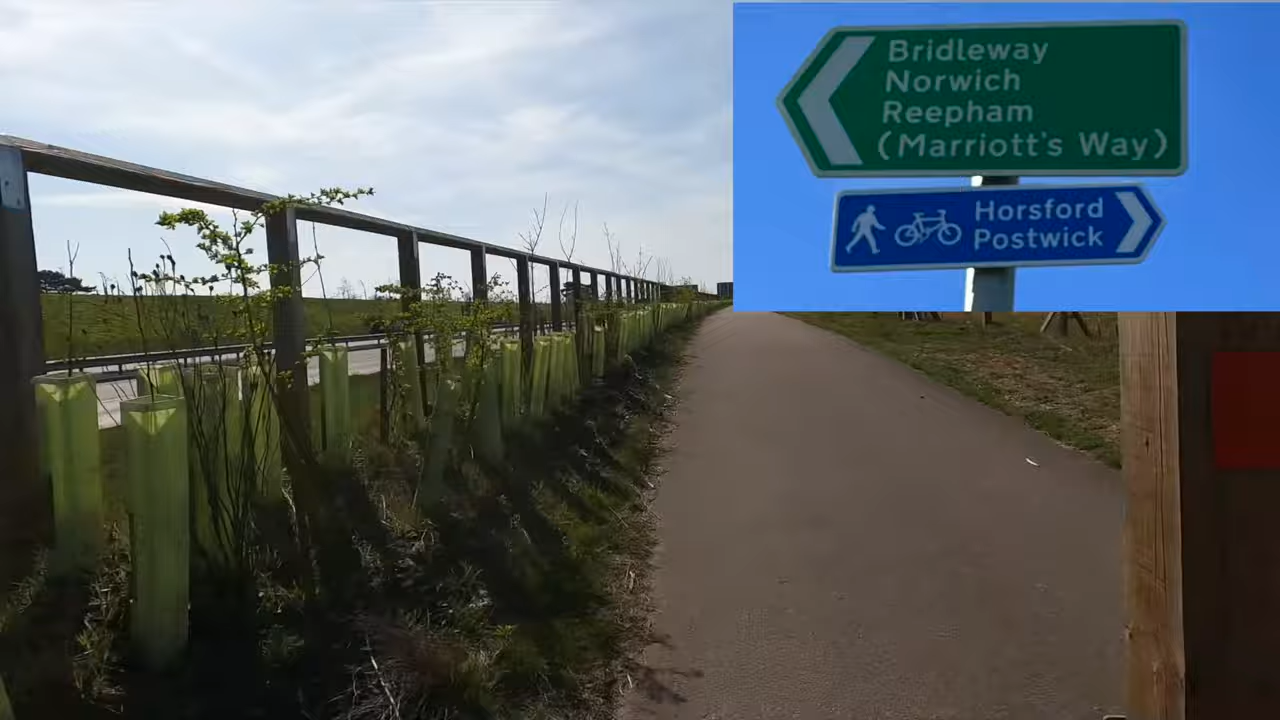 Bridleway
Norwich
Reepham
(Marriott's Way)
Horsford
Postwick